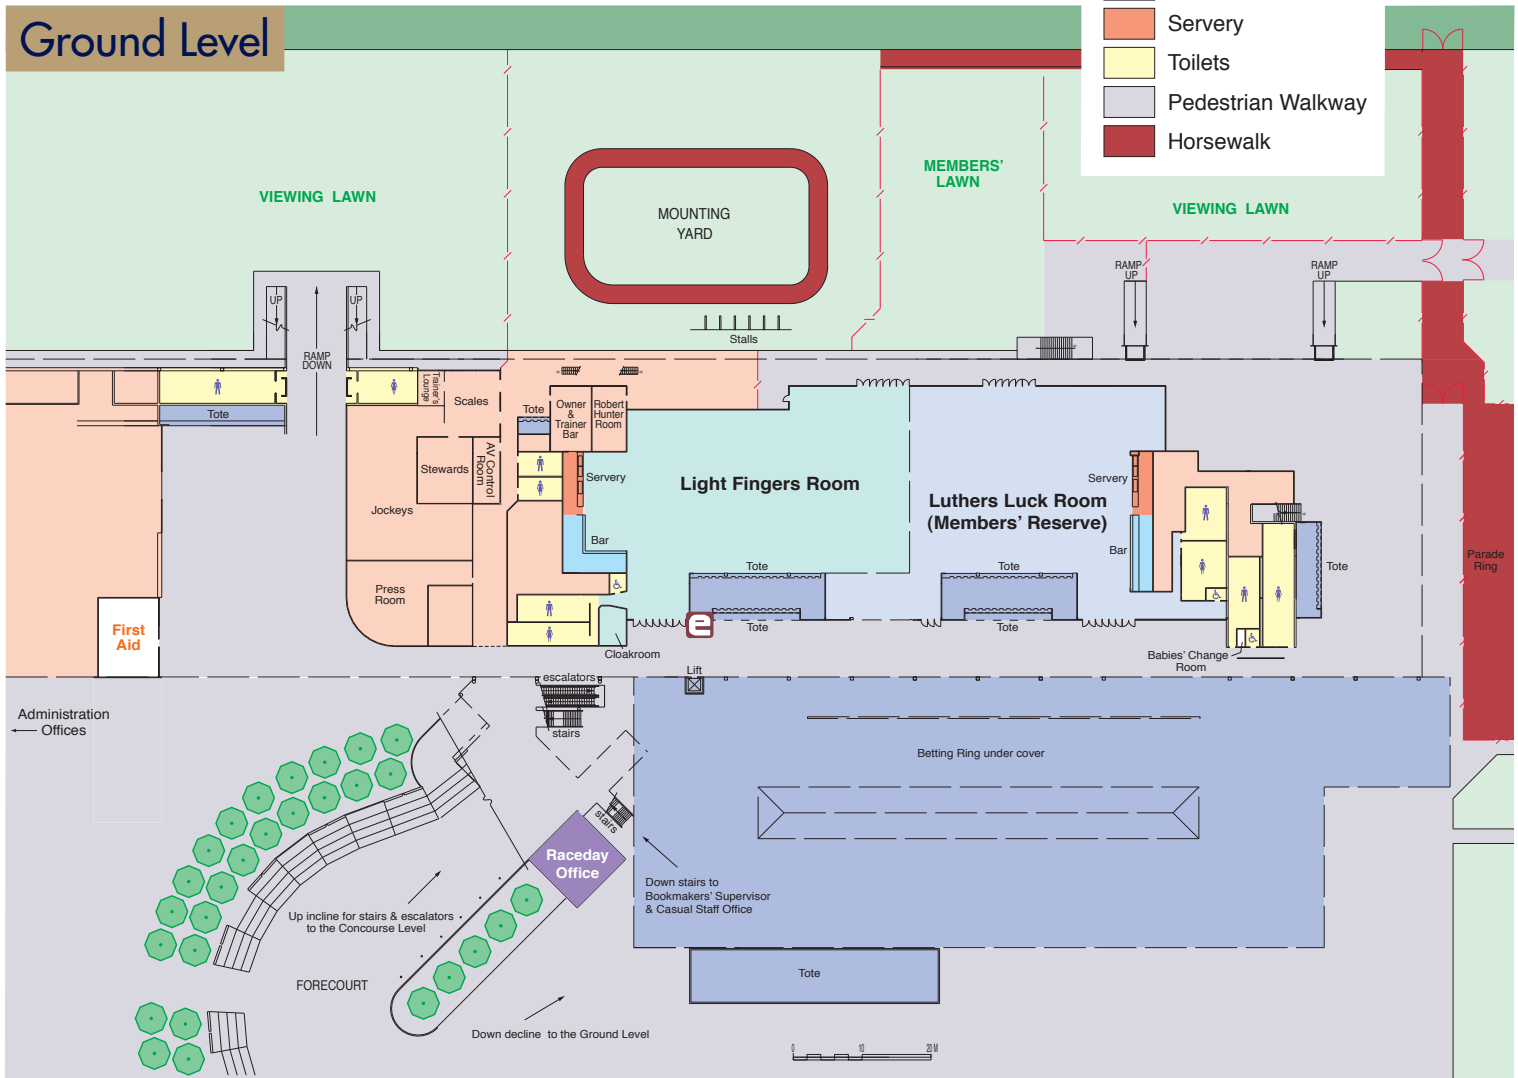 Ground Level
Servery
Toilets
Pedestrian Walkway
Horsewalk
VIEWING LAWN
MOUNTING
YARD
MEMBERS'
LAWN
VIEWING LAWN
RAMP
UP
RAMP
UP
UP
UP
RAMP
DOWN
Stalls
Trainer's
Lounge
Scales
Tote
Tote
Owner
&
Trainer
Bar
Robert
Hunter
Room
Stewards
AV Control
Room
Servery
Light Fingers Room
Luthers Luck Room
(Members' Reserve)
Servery
Jockeys
Bar
Bar
Tote
Tote
Tote
Parade
Ring
Press
Room
First
Aid
e
Tote
Tote
Cloakroom
Babies' Change
Room
Lift
escalators
stairs
Administration
Offices
Betting Ring under cover
stairs
Raceday
Office
Down stairs to
Bookmakers' Supervisor
& Casual Staff Office
Up incline for stairs & escalators
to the Concourse Level
FORECOURT
Tote
Down decline to the Ground Level
0 10 20 M